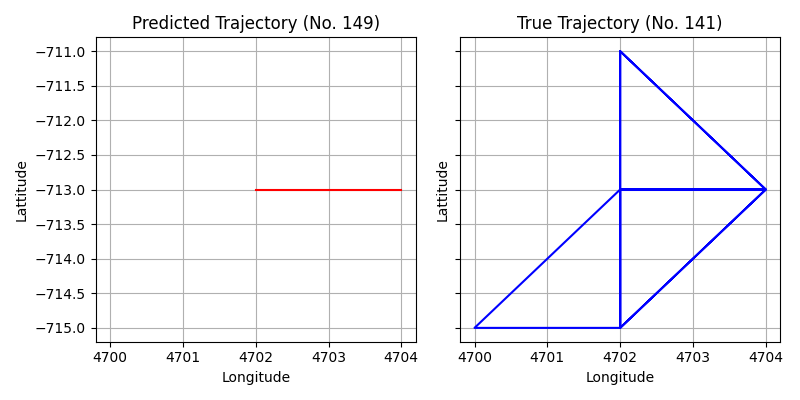 Predicted Trajectory (No. 149)
Lattitude
−711.0
−711.5
−712.0
−712.5
−713.0
−713.5
−714.0
−714.5
−715.0
4700 4701 4702 4703 4704
Longitude
True Trajectory (No. 141)
Lattitude
4700 4701 4702 4703 4704
Longitude